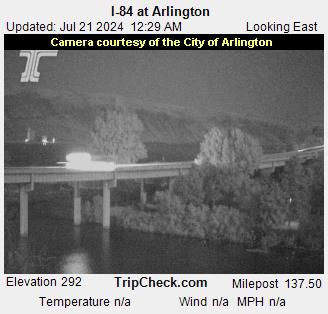 I-84 at Arlington
Updated: Jul 21 2024 12:29 AM Looking East
Camera courtesy of the City of Arlington
Elevation 292 TripCheck.com Milepost 137.50
Temperature n/a Wind n/a MPH n/a